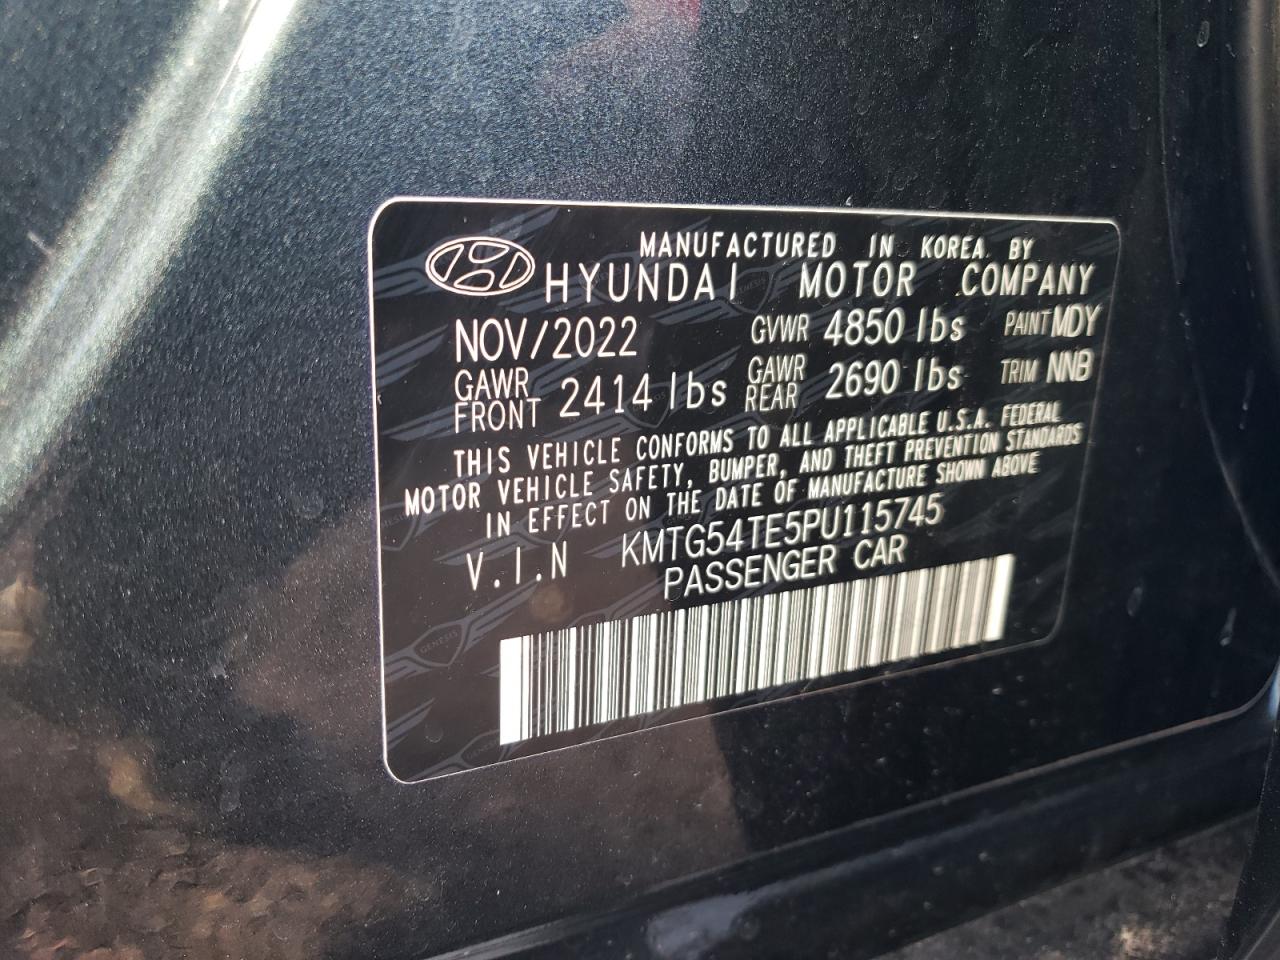 MANUFACTURED IN KOREA BY
HYUNDAI MOTOR COMPANY
NOV/2022 GVWR 4850 lbs PAINT MDY
GAWR FRONT 2414 lbs GAWR REAR 2690 lbs TRIM NNB
THIS VEHICLE CONFORMS TO ALL APPLICABLE U.S.A. FEDERAL
MOTOR VEHICLE SAFETY, BUMPER, AND THEFT PREVENTION STANDARDS
IN EFFECT ON THE DATE OF MANUFACTURE SHOWN ABOVE
V.I.N KMTG54TE5PU115745
PASSENGER CAR
GENESIS